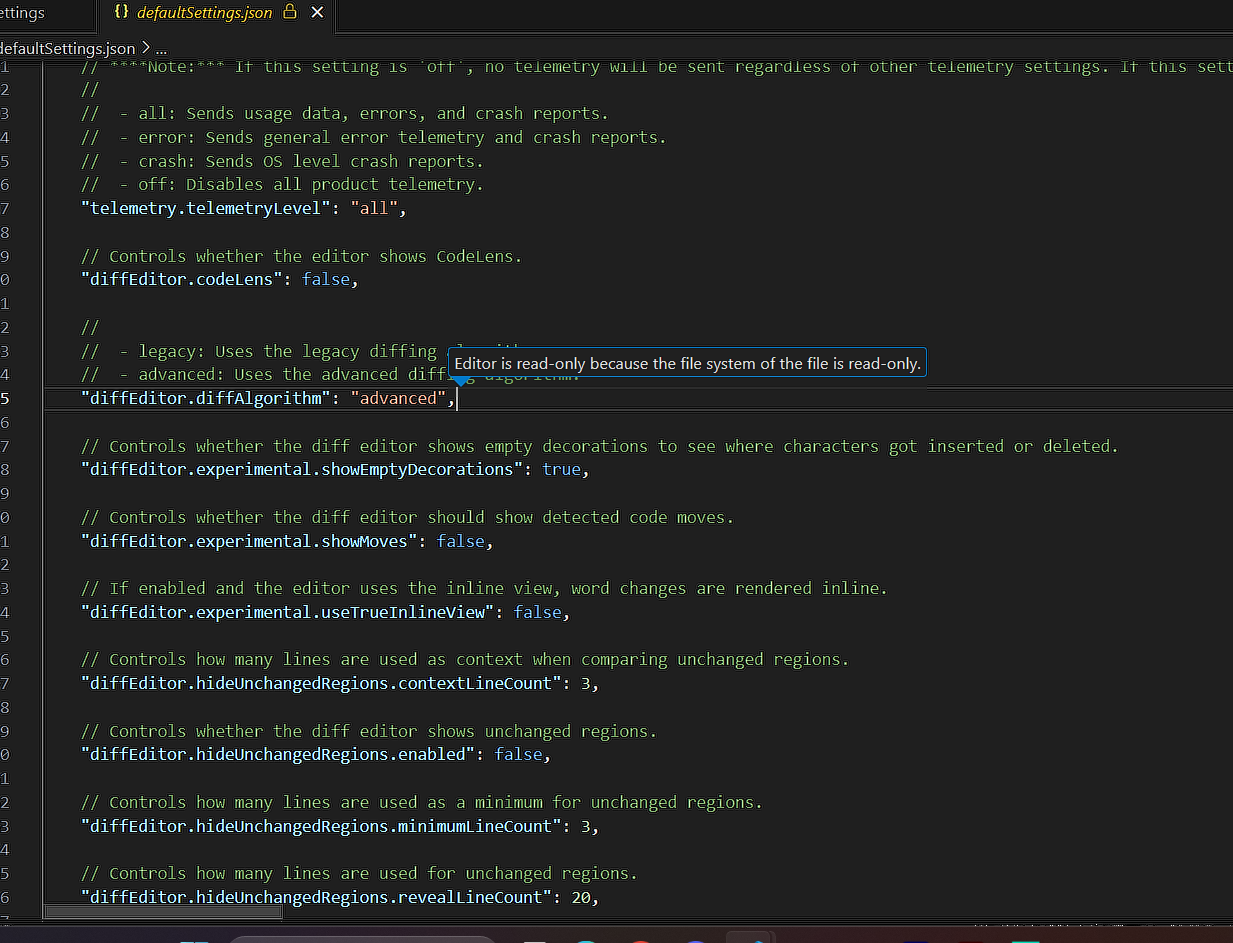 ettings
{} defaultSettings.json
defaultSettings.json > ...
1 // ****Note:*** If this setting is `off`, no telemetry will be sent regardless of other telemetry settings. If this sett
2 //
3 //  - all: Sends usage data, errors, and crash reports.
4 //  - error: Sends general error telemetry and crash reports.
5 //  - crash: Sends OS level crash reports.
6 //  - off: Disables all product telemetry.
7 "telemetry.telemetryLevel": "all",
8
9 // Controls whether the editor shows CodeLens.
0 "diffEditor.codeLens": false,
1
2 //
3 //  - legacy: Uses the legacy diffing
Editor is read-only because the file system of the file is read-only.
4 //  - advanced: Uses the advanced diffing algorithm.
5 "diffEditor.diffAlgorithm": "advanced",
6
7 // Controls whether the diff editor shows empty decorations to see where characters got inserted or deleted.
8 "diffEditor.experimental.showEmptyDecorations": true,
9
0 // Controls whether the diff editor should show detected code moves.
1 "diffEditor.experimental.showMoves": false,
2
3 // If enabled and the editor uses the inline view, word changes are rendered inline.
4 "diffEditor.experimental.useTrueInlineView": false,
5
6 // Controls how many lines are used as context when comparing unchanged regions.
7 "diffEditor.hideUnchangedRegions.contextLineCount": 3,
8
9 // Controls whether the diff editor shows unchanged regions.
0 "diffEditor.hideUnchangedRegions.enabled": false,
1
2 // Controls how many lines are used as a minimum for unchanged regions.
3 "diffEditor.hideUnchangedRegions.minimumLineCount": 3,
4
5 // Controls how many lines are used for unchanged regions.
6 "diffEditor.hideUnchangedRegions.revealLineCount": 20,